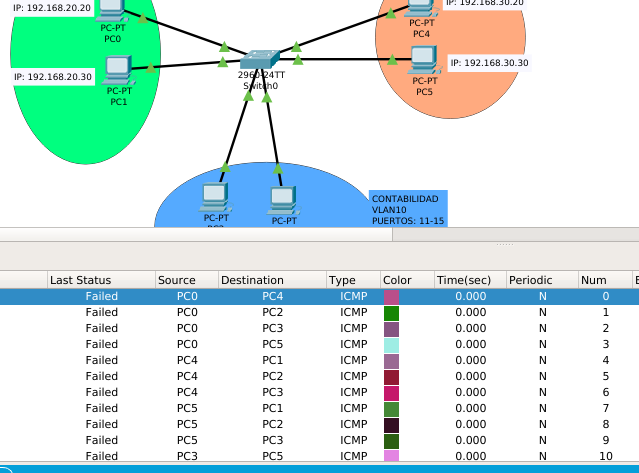 IP: 192.168.20.20
IP: 192.168.30.20
PC-PT
PC0
PC-PT
PC4
IP: 192.168.20.30
PC-PT
PC1
2960-24TT
Switch0
IP: 192.168.30.30
PC-PT
PC5
PC-PT
PC-PT
CONTABILIDAD
VLAN10
PUERTOS: 11-15
Last Status Source Destination Type Color Time(sec) Periodic Num
Failed PC0 PC4 ICMP 0.000 N 0
Failed PC0 PC2 ICMP 0.000 N 1
Failed PC0 PC3 ICMP 0.000 N 2
Failed PC0 PC5 ICMP 0.000 N 3
Failed PC4 PC1 ICMP 0.000 N 4
Failed PC4 PC2 ICMP 0.000 N 5
Failed PC4 PC3 ICMP 0.000 N 6
Failed PC5 PC1 ICMP 0.000 N 7
Failed PC5 PC2 ICMP 0.000 N 8
Failed PC5 PC3 ICMP 0.000 N 9
Failed PC3 PC5 ICMP 0.000 N 10